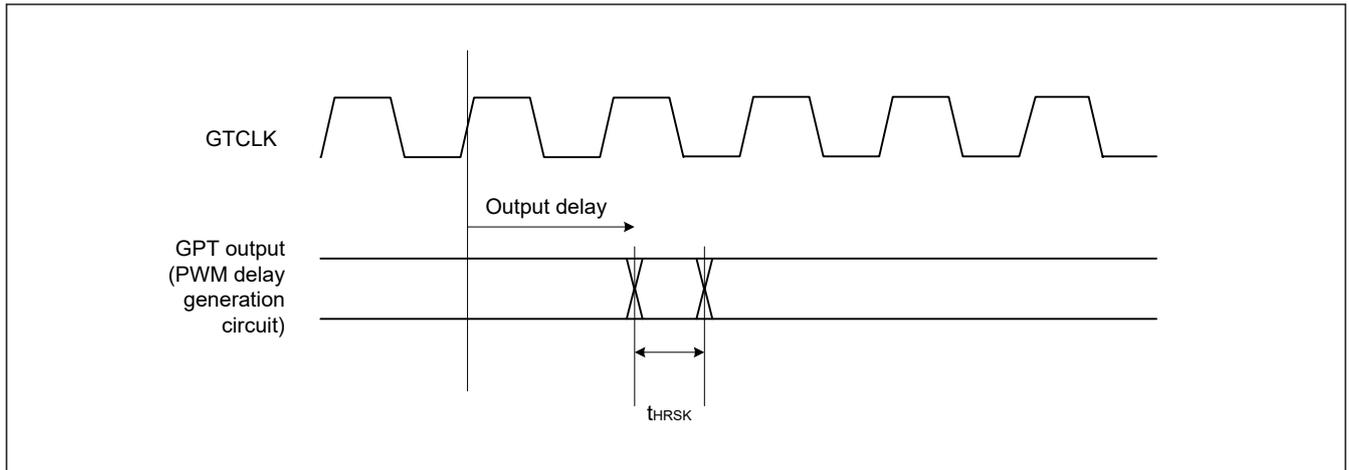 GTCLK
Output delay
GPT output
(PWM delay
generation
circuit)
tHRSK